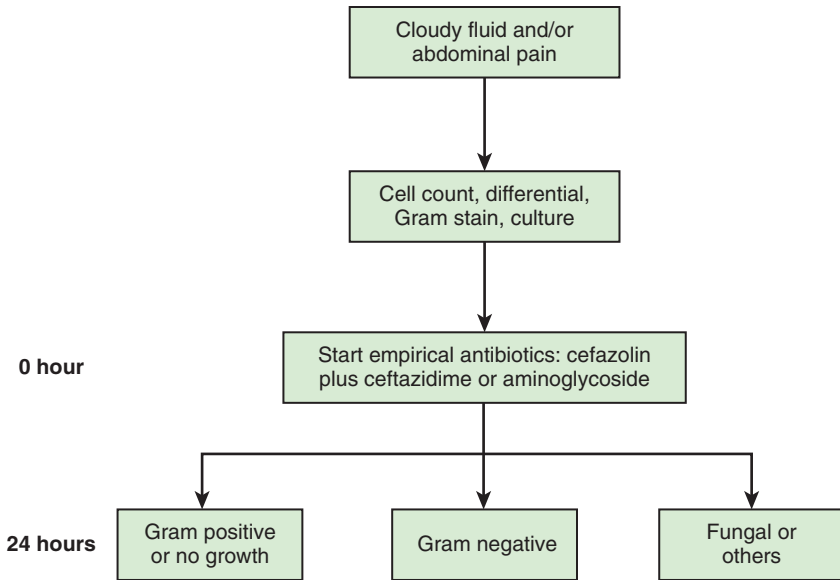 Cloudy fluid and/or
abdominal pain
Cell count, differential,
Gram stain, culture
0 hour
Start empirical antibiotics: cefazolin
plus ceftazidime or aminoglycoside
24 hours
Gram positive
or no growth
Gram negative
Fungal or
others